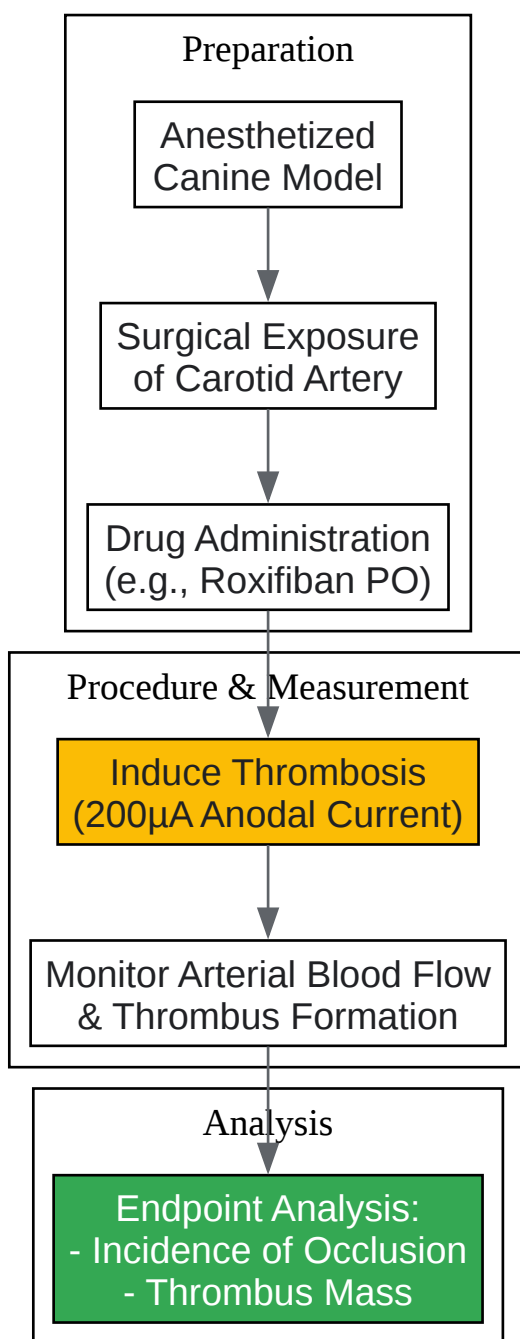 Preparation
Anesthetized
Canine Model
Surgical Exposure
of Carotid Artery
Drug Administration
(e.g., Roxifiban PO)
Procedure & Measurement
Induce Thrombosis
(200µA Anodal Current)
Monitor Arterial Blood Flow
& Thrombus Formation
Analysis
Endpoint Analysis:
- Incidence of Occlusion
- Thrombus Mass